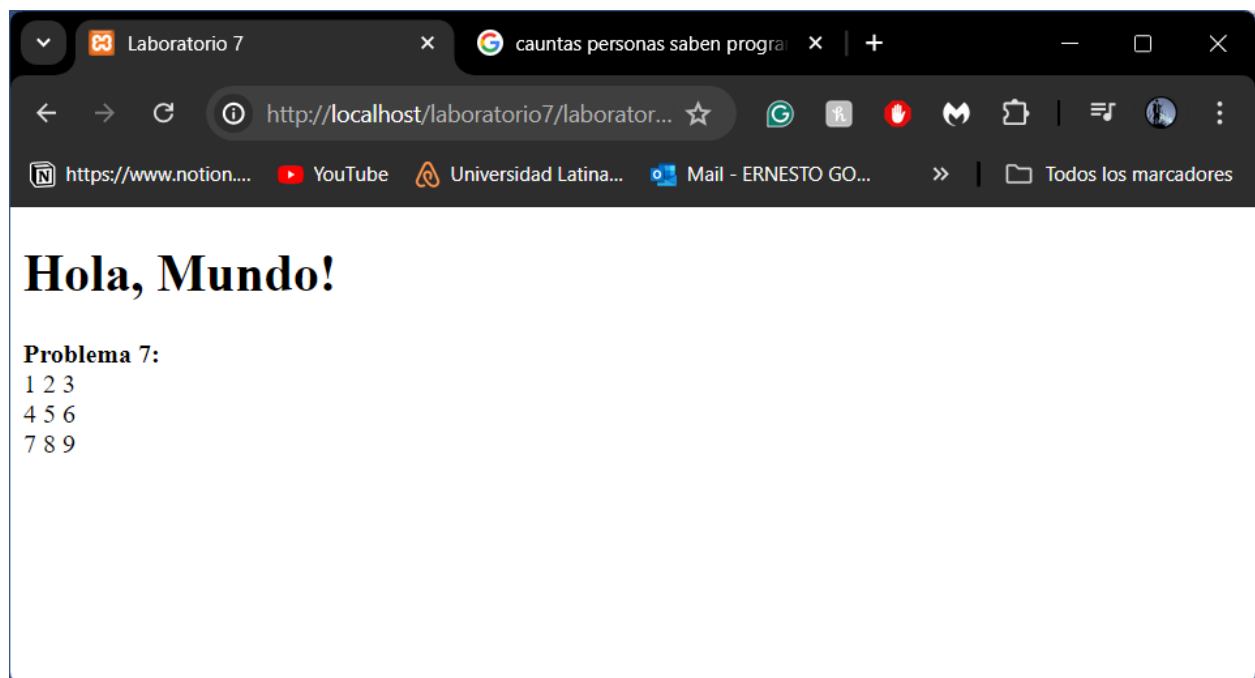 Laboratorio 7
cauntas personas saben progra
http://localhost/laboratorio7/laborator...
https://www.notion....
YouTube
Universidad Latina...
Mail - ERNESTO GO...
Todos los marcadores
Hola, Mundo!
Problema 7:
1 2 3
4 5 6
7 8 9